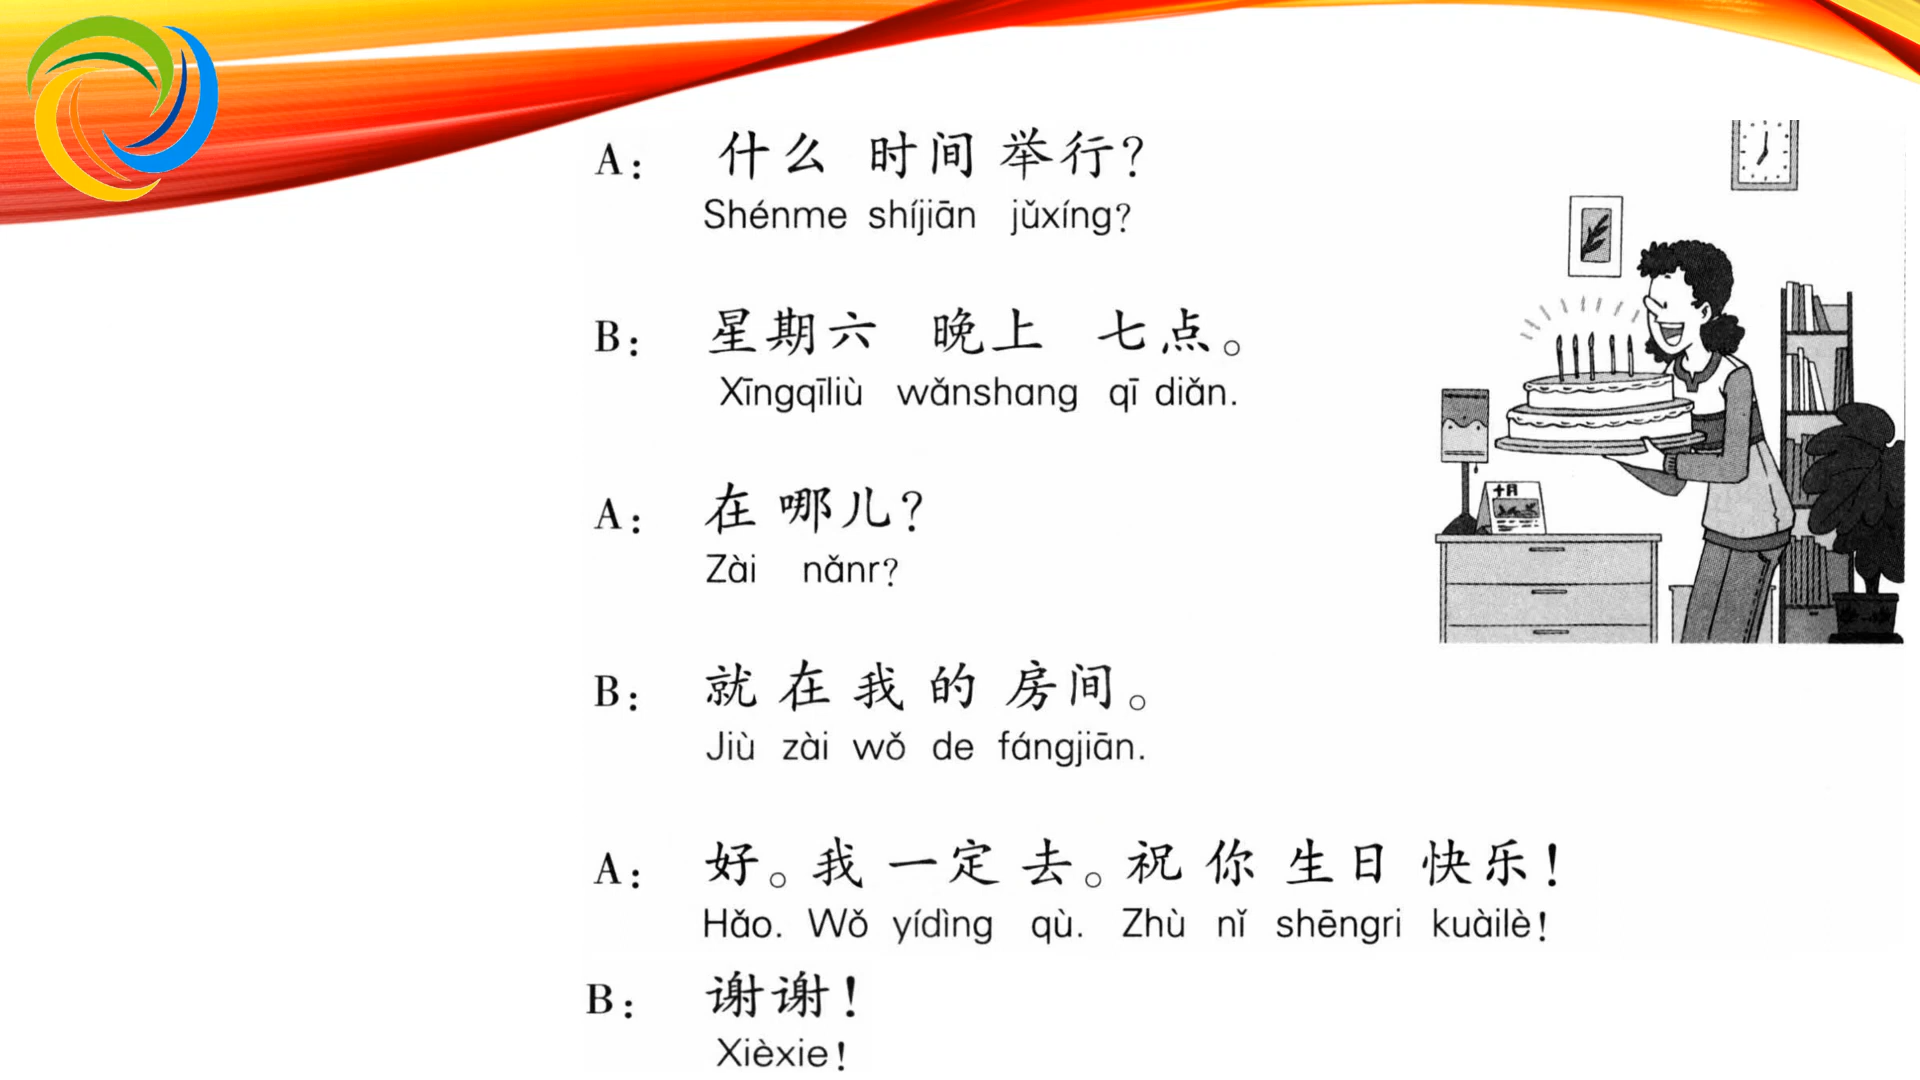 A： 什么 时间 举行？
Shénme shíjiān jǔxíng?
B： 星期六 晚上 七点。
Xīngqīliù wǎnshang qī diǎn.
A： 在 哪儿？
Zài nǎnr?
B： 就 在 我 的 房间。
Jiù zài wǒ de fángjiān.
A： 好。我 一定 去。祝 你 生日 快乐！
Hǎo. Wǒ yídìng qù. Zhù nǐ shēngri kuàilè!
B： 谢谢！
Xièxie!
十月